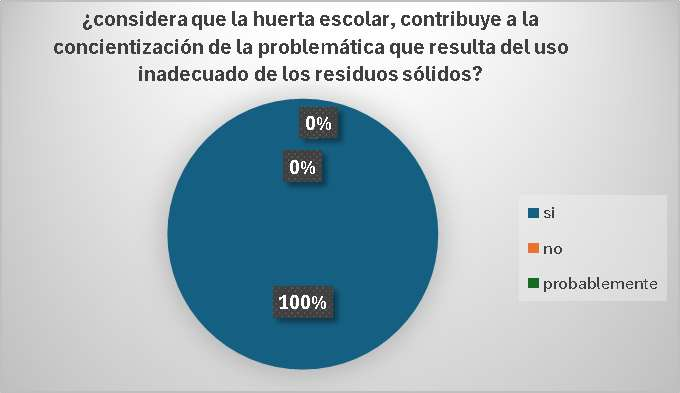 ¿considera que la huerta escolar, contribuye a la
concientización de la problemática que resulta del uso
inadecuado de los residuos sólidos?
0%
0%
100%
si
no
probablemente